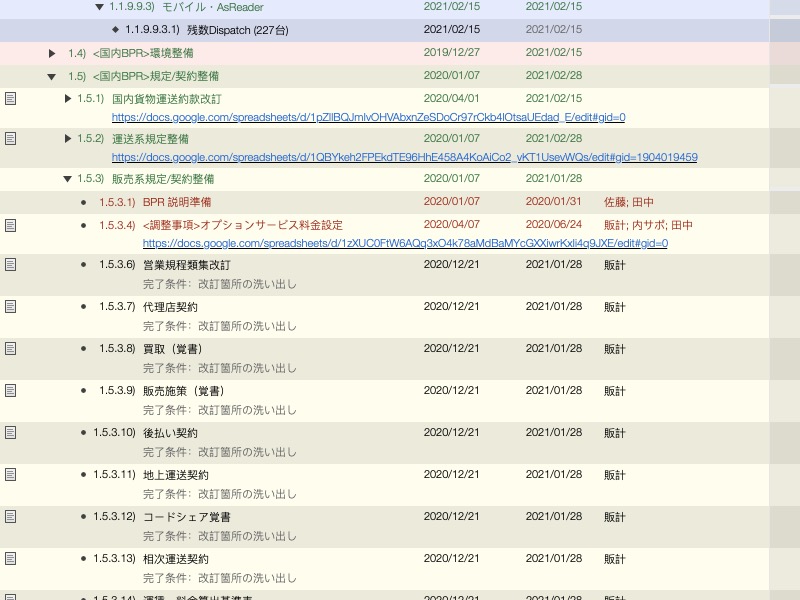 1.1.9.9.3) モバイル・AsReader 2021/02/15 2021/02/15
1.1.9.9.3.1) 残数Dispatch (227台) 2021/02/15 2021/02/15
1.4) <国内BPR>環境整備 2019/12/27 2021/02/15
1.5) <国内BPR>規定/契約整備 2020/01/07 2021/02/28
1.5.1) 国内貨物運送約款改訂 2020/04/01 2021/02/15
https://docs.google.com/spreadsheets/d/1pZIlBQJmIvOHVAbxnZeSDoCr97rCkb4lOtsaUEdad_E/edit#gid=0
1.5.2) 運送系規定整備 2020/01/07 2021/02/28
https://docs.google.com/spreadsheets/d/1QBYkeh2FPEkdTE96HhE458A4KoAiCo2_yKT1UsevWQs/edit#gid=1904019459
1.5.3) 販売系規定/契約整備 2020/01/07 2021/01/28
1.5.3.1) BPR 説明準備 2020/01/07 2020/01/31 佐藤; 田中
1.5.3.4) <調整事項>オプションサービス料金設定 2020/04/07 2020/06/24 販計; 内サポ; 田中
https://docs.google.com/spreadsheets/d/1zXUC0FtW6AQq3xO4k78aMdBaMYcGXXiwrKxli4q9JXE/edit#gid=0
1.5.3.6) 営業規程類集改訂 2020/12/21 2021/01/28 販計
完了条件: 改訂箇所の洗い出し
1.5.3.7) 代理店契約 2020/12/21 2021/01/28 販計
完了条件: 改訂箇所の洗い出し
1.5.3.8) 買取（覚書） 2020/12/21 2021/01/28 販計
完了条件: 改訂箇所の洗い出し
1.5.3.9) 販売施策（覚書） 2020/12/21 2021/01/28 販計
完了条件: 改訂箇所の洗い出し
1.5.3.10) 後払い契約 2020/12/21 2021/01/28 販計
完了条件: 改訂箇所の洗い出し
1.5.3.11) 地上運送契約 2020/12/21 2021/01/28 販計
完了条件: 改訂箇所の洗い出し
1.5.3.12) コードシェア覚書 2020/12/21 2021/01/28 販計
完了条件: 改訂箇所の洗い出し
1.5.3.13) 相次運送契約 2020/12/21 2021/01/28 販計
完了条件: 改訂箇所の洗い出し